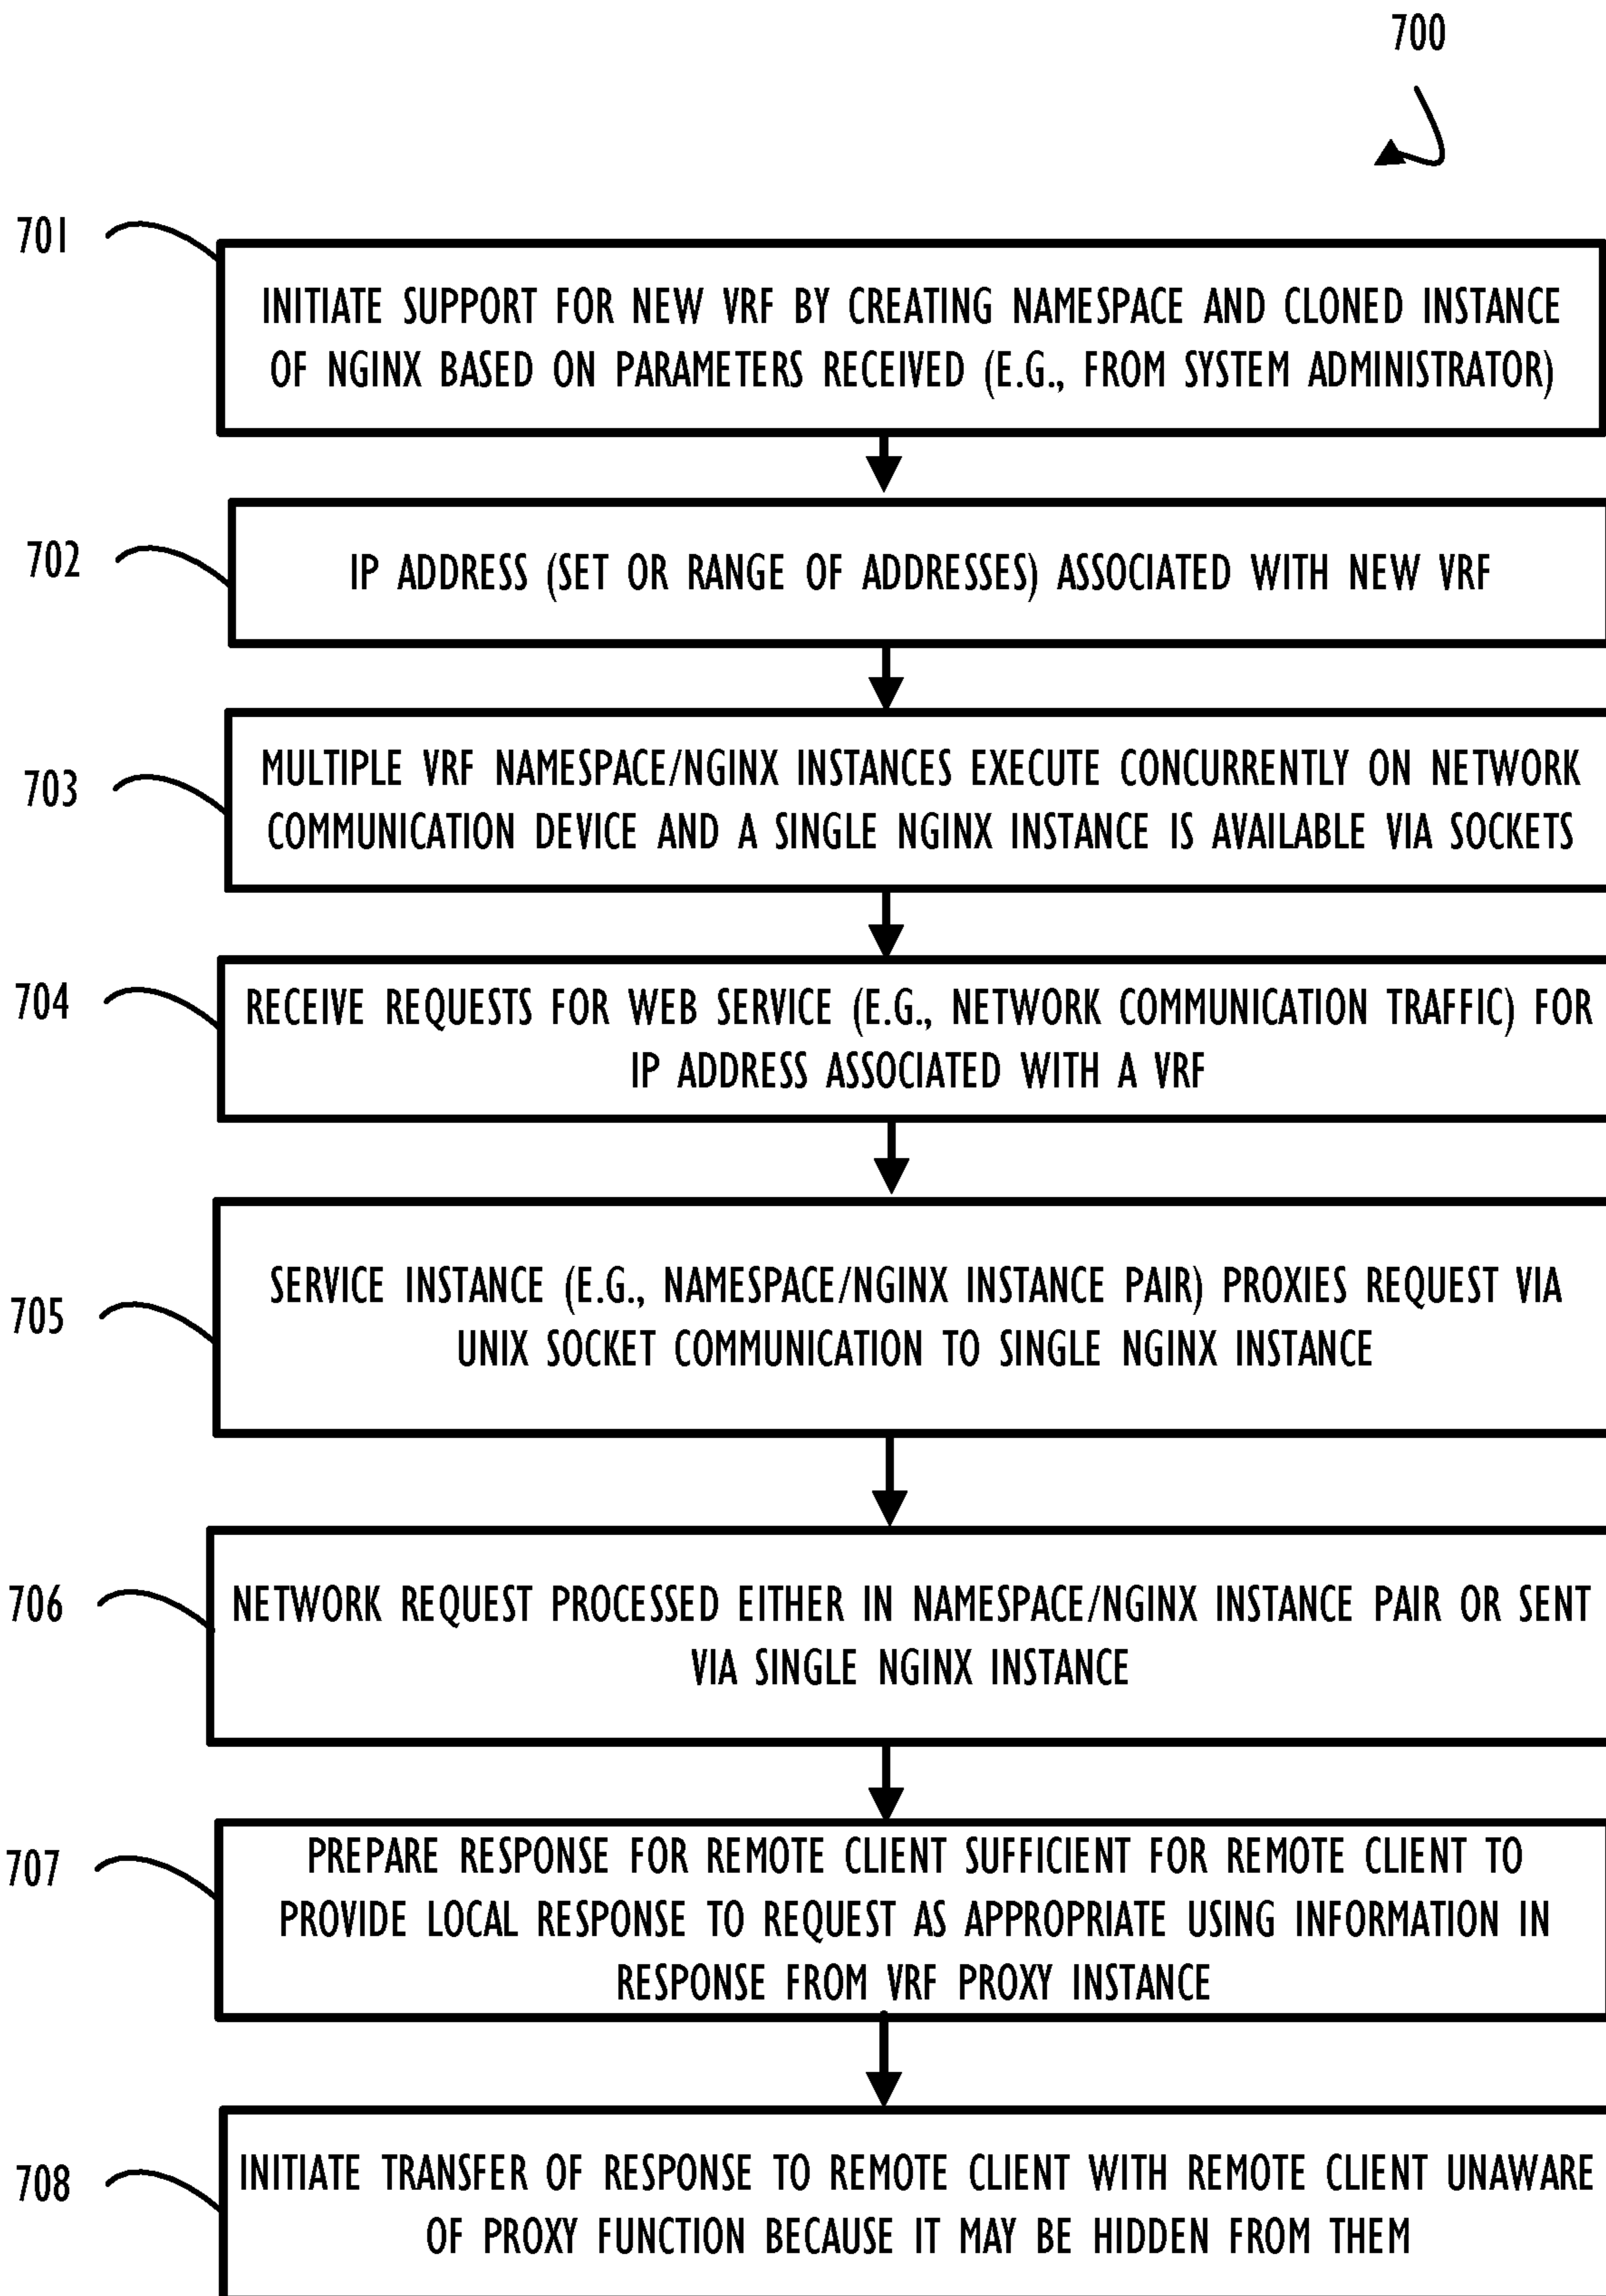 700
701
INITIATE SUPPORT FOR NEW VRF BY CREATING NAMESPACE AND CLONED INSTANCE
OF NGINX BASED ON PARAMETERS RECEIVED (E.G., FROM SYSTEM ADMINISTRATOR)
702
IP ADDRESS (SET OR RANGE OF ADDRESSES) ASSOCIATED WITH NEW VRF
703
MULTIPLE VRF NAMESPACE/NGINX INSTANCES EXECUTE CONCURRENTLY ON NETWORK
COMMUNICATION DEVICE AND A SINGLE NGINX INSTANCE IS AVAILABLE VIA SOCKETS
704
RECEIVE REQUESTS FOR WEB SERVICE (E.G., NETWORK COMMUNICATION TRAFFIC) FOR
IP ADDRESS ASSOCIATED WITH A VRF
705
SERVICE INSTANCE (E.G., NAMESPACE/NGINX INSTANCE PAIR) PROXIES REQUEST VIA
UNIX SOCKET COMMUNICATION TO SINGLE NGINX INSTANCE
706
NETWORK REQUEST PROCESSED EITHER IN NAMESPACE/NGINX INSTANCE PAIR OR SENT
VIA SINGLE NGINX INSTANCE
707
PREPARE RESPONSE FOR REMOTE CLIENT SUFFICIENT FOR REMOTE CLIENT TO
PROVIDE LOCAL RESPONSE TO REQUEST AS APPROPRIATE USING INFORMATION IN
RESPONSE FROM VRF PROXY INSTANCE
708
INITIATE TRANSFER OF RESPONSE TO REMOTE CLIENT WITH REMOTE CLIENT UNAWARE
OF PROXY FUNCTION BECAUSE IT MAY BE HIDDEN FROM THEM